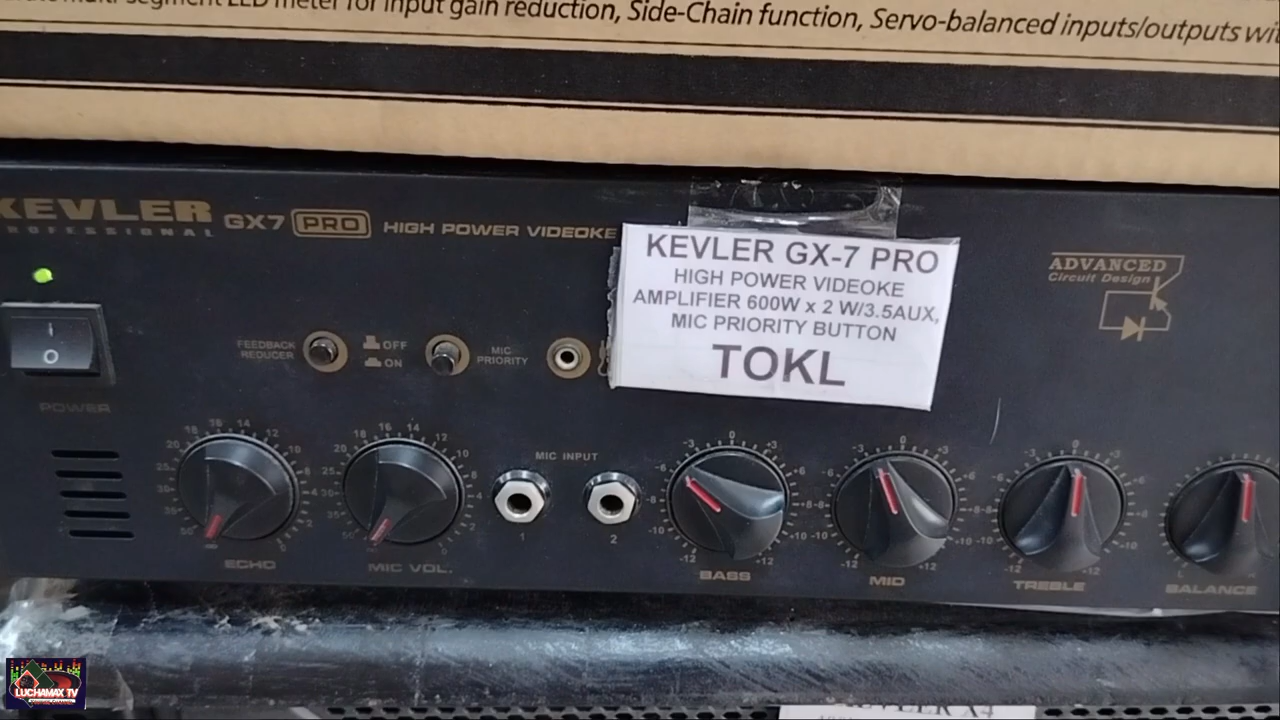 multi-segment LED meter for input gain reduction, Side-Chain function, Servo-balanced inputs/outputs
KEVLER
PROFESSIONAL
GX7 PRO HIGH POWER VIDEOKE
KEVLER GX-7 PRO
HIGH POWER VIDEOKE
AMPLIFIER 600W x 2 W/3.5AUX,
MIC PRIORITY BUTTON
TOKL
ADVANCED
Circuit Design
FEEDBACK
REDUCER
OFF
ON
MIC
PRIORITY
POWER
MIC INPUT
1
2
ECHO
MIC VOL.
BASS
MID
TREBLE
BALANCE
LUCHAMAX TV